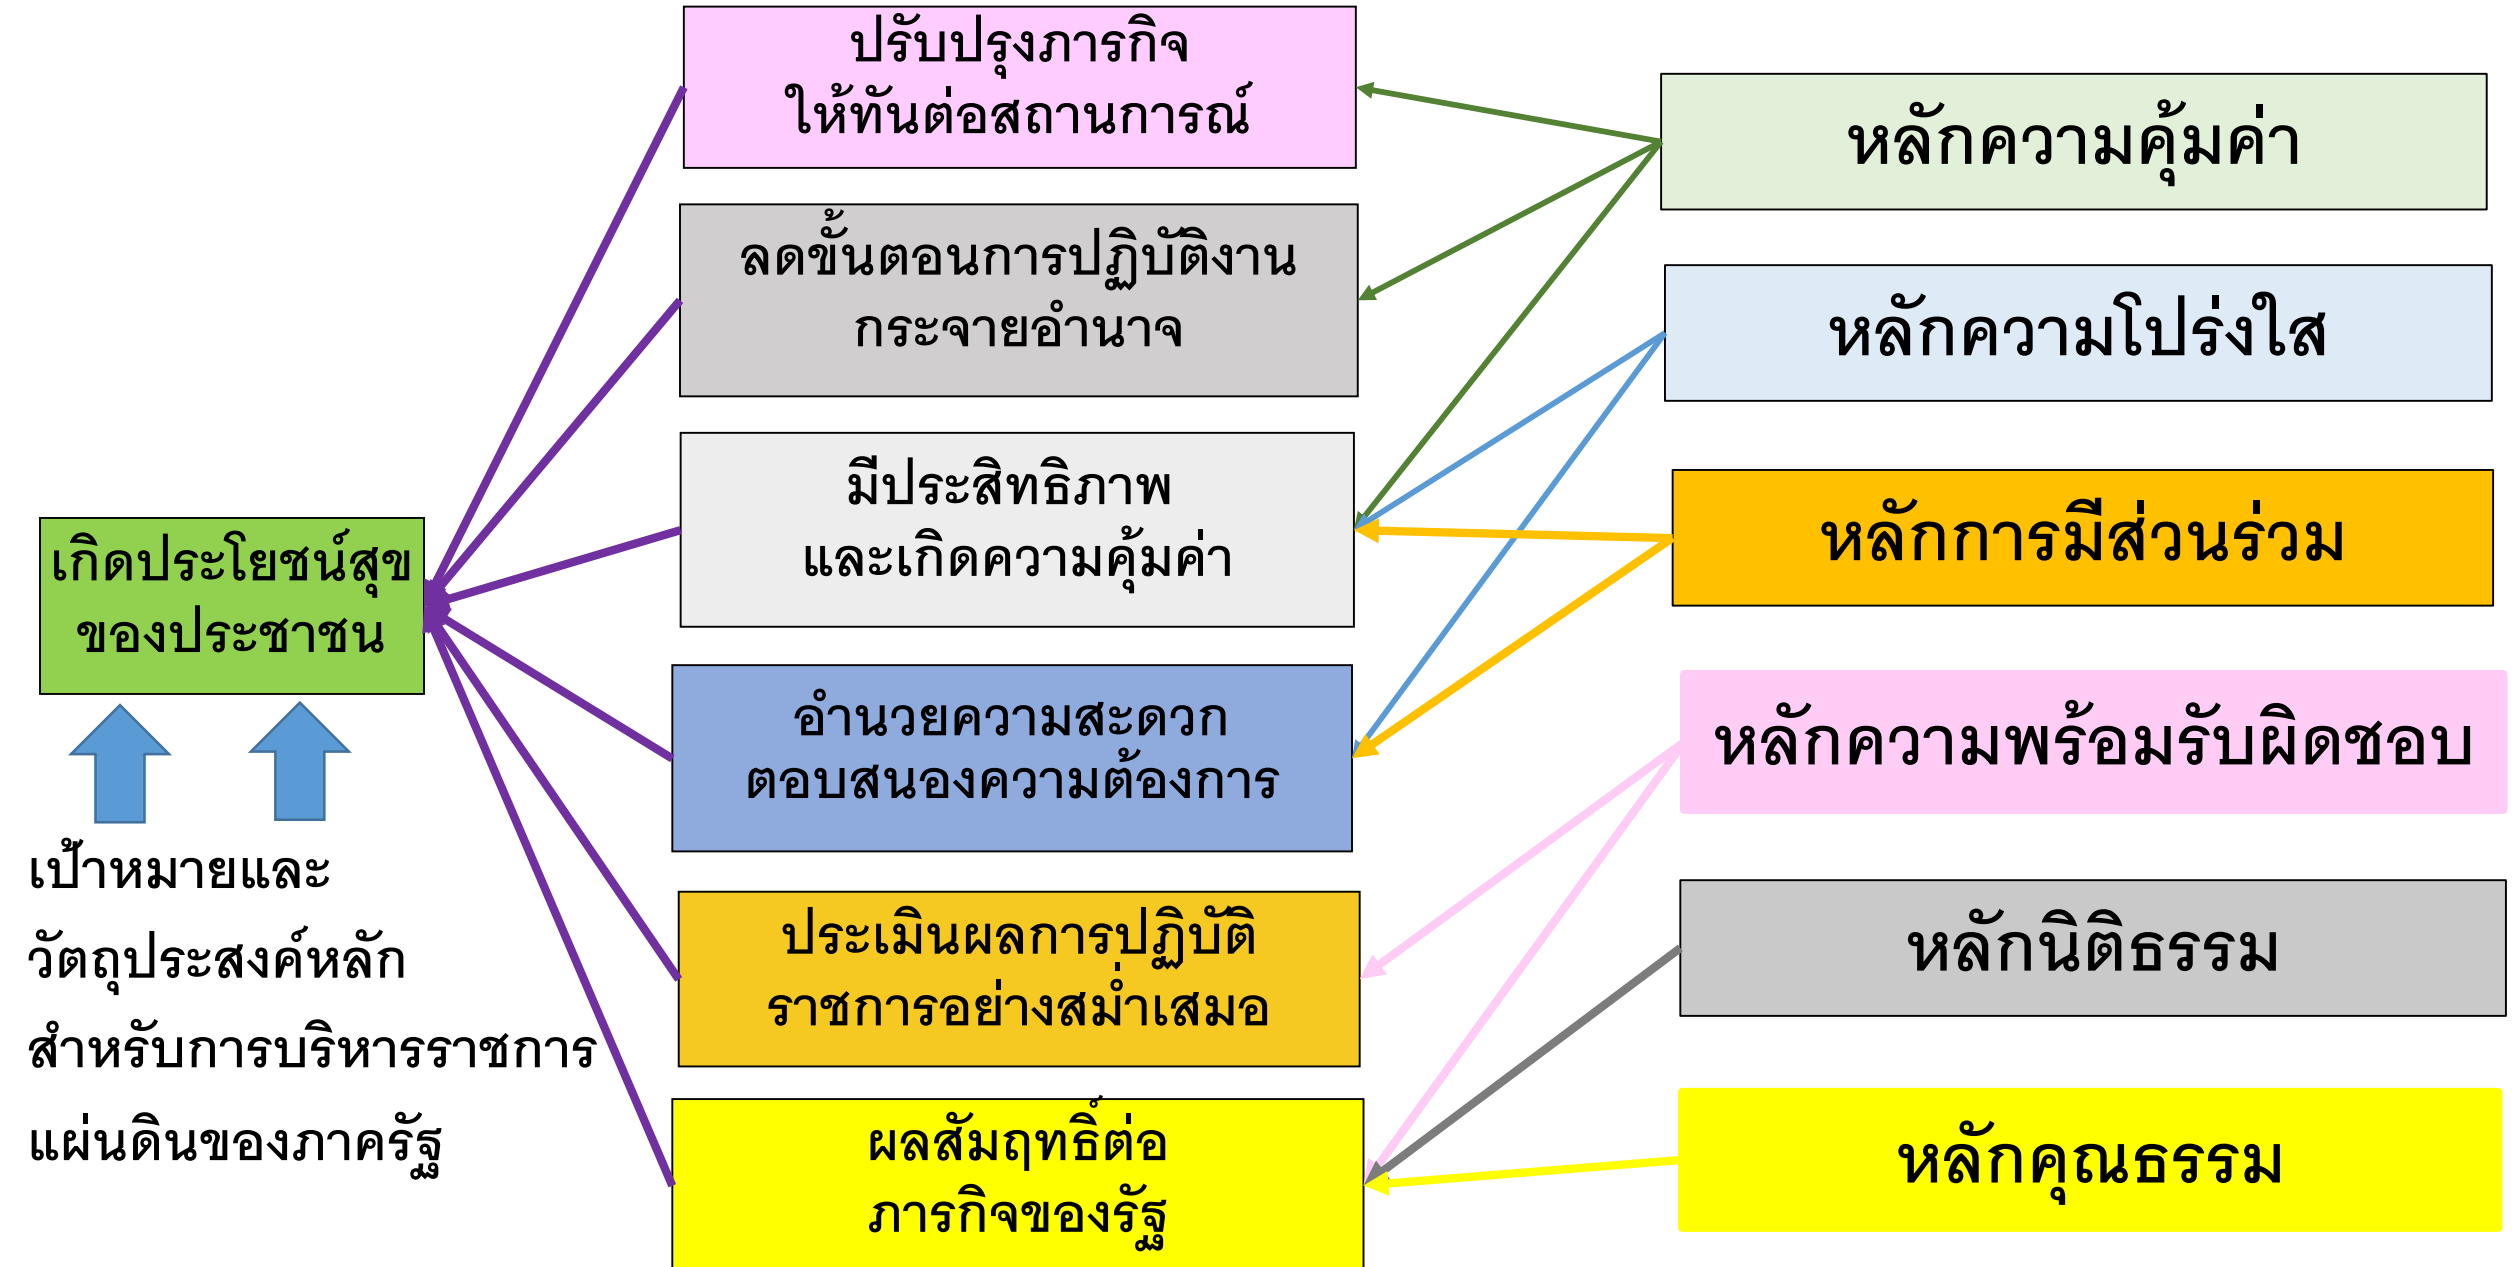 ปรับปรุงภารกิจ
ให้ทันต่อสถานการณ์
ลดขั้นตอนการปฏิบัติงาน
กระจายอำนาจ
มีประสิทธิภาพ
และเกิดความคุ้มค่า
อำนวยความสะดวก
ตอบสนองความต้องการ
ประเมินผลการปฏิบัติ
ราชการอย่างสม่ำเสมอ
ผลสัมฤทธิ์ต่อ
ภารกิจของรัฐ
หลักความคุ้มค่า
หลักความโปร่งใส
หลักการมีส่วนร่วม
หลักความพร้อมรับผิดชอบ
หลักนิติธรรม
หลักคุณธรรม
เกิดประโยชน์สุข
ของประชาชน
เป้าหมายและ
วัตถุประสงค์หลัก
สำหรับการบริหารราชการ
แผ่นดินของภาครัฐ